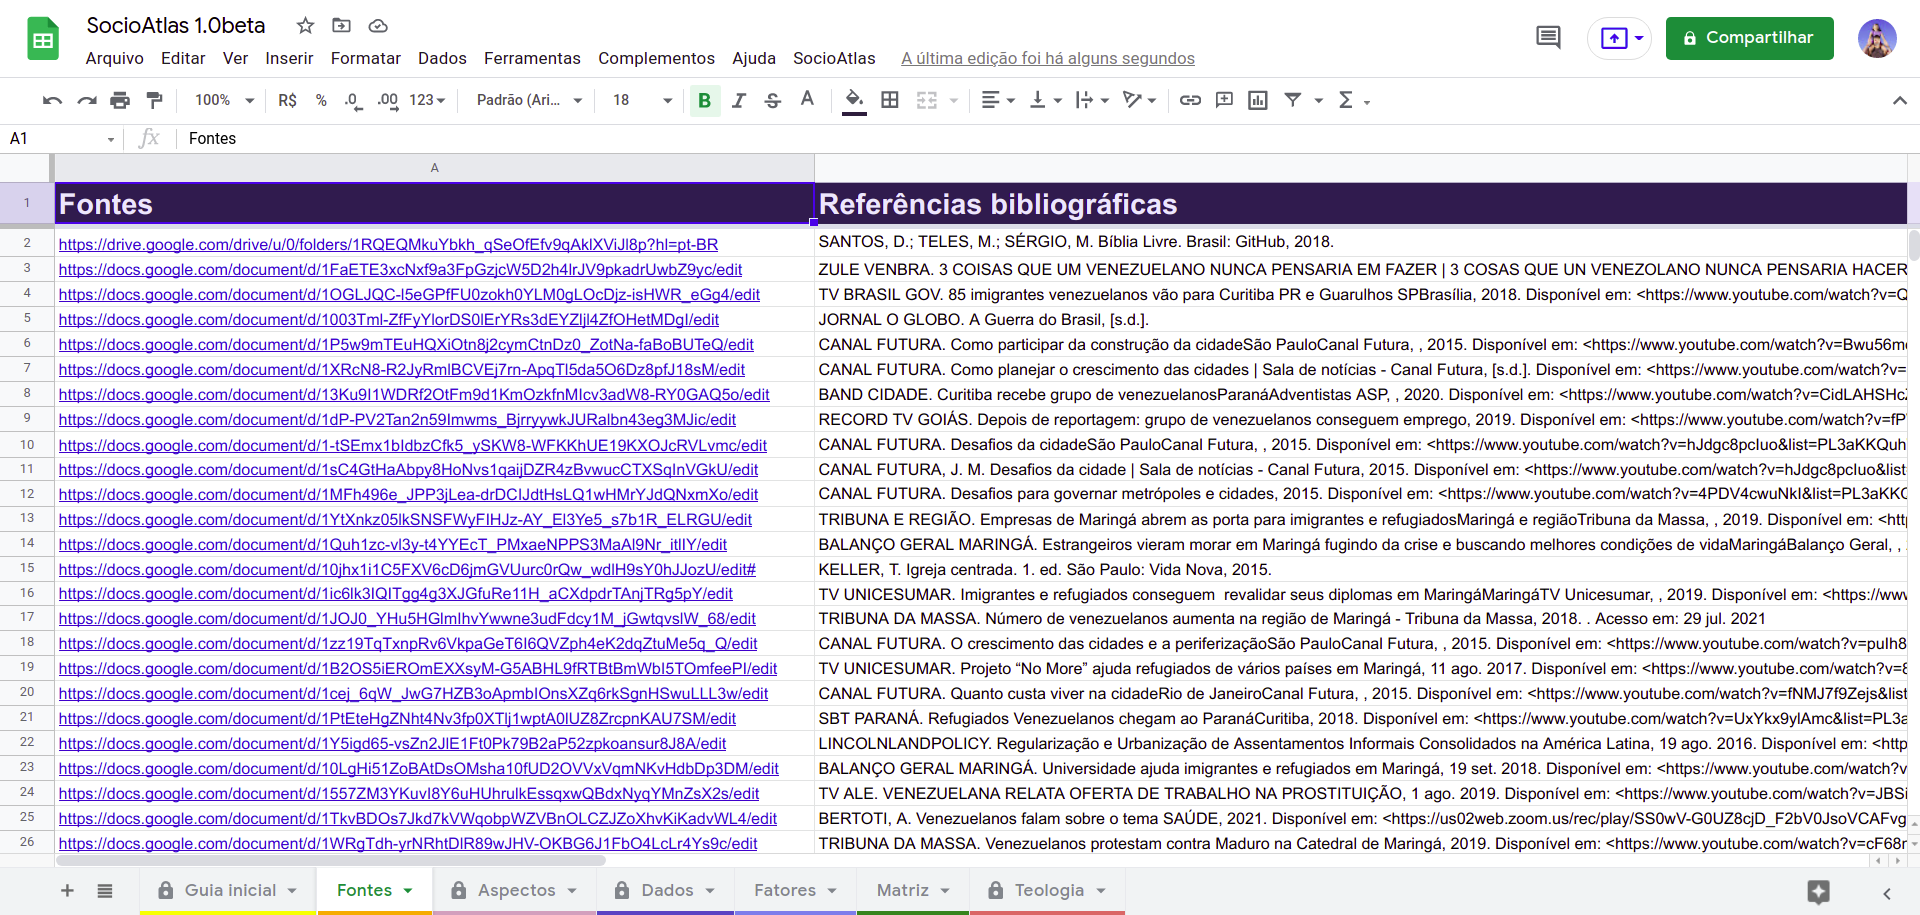 SocioAtlas 1.0beta
Arquivo Editar Ver Inserir Formatar Dados Ferramentas Complementos Ajuda SocioAtlas A última edição foi há alguns segundos
Compartilhar
100% R$ % .0 .00 123 Padrão (Ari... 18 B I S A Σ
A1 fx Fontes
A
1 Fontes Referências bibliográficas
2 https://drive.google.com/drive/u/0/folders/1RQEQMkuYbkh_qSeOfEfv9qAkIXViJl8p?hl=pt-BR SANTOS, D.; TELES, M.; SÉRGIO, M. Bíblia Livre. Brasil: GitHub, 2018.
3 https://docs.google.com/document/d/1FaETE3xcNxf9a3FpGzjcW5D2h4lrJV9pkadrUwbZ9yc/edit ZULE VENBRA. 3 COISAS QUE UM VENEZUELANO NUNCA PENSARIA EM FAZER | 3 COSAS QUE UN VENEZOLANO NUNCA PENSARIA HACER
4 https://docs.google.com/document/d/1OGLJQC-l5eGPfFU0zokh0YLM0gLOcDjz-isHWR_eGg4/edit TV BRASIL GOV. 85 imigrantes venezuelanos vão para Curitiba PR e Guarulhos SPBrasília, 2018. Disponível em: <https://www.youtube.com/watch?v=Q
5 https://docs.google.com/document/d/1003Tml-ZfFyYlorDS0lErYRs3dEYZljl4ZfOHetMDgI/edit JORNAL O GLOBO. A Guerra do Brasil, [s.d.].
6 https://docs.google.com/document/d/1P5w9mTEuHQXiOtn8j2cymCtnDz0_ZotNa-faBoBUTeQ/edit CANAL FUTURA. Como participar da construção da cidadeSão PauloCanal Futura, , 2015. Disponível em: <https://www.youtube.com/watch?v=Bwu56m
7 https://docs.google.com/document/d/1XRcN8-R2JyRmlBCVEj7rn-ApqTl5da5O6Dz8pfJ18sM/edit CANAL FUTURA. Como planejar o crescimento das cidades | Sala de notícias - Canal Futura, [s.d.]. Disponível em: <https://www.youtube.com/watch?v=
8 https://docs.google.com/document/d/13Ku9I1WDRf2OtFm9d1KmOzkfnMIcv3adW8-RY0GAQ5o/edit BAND CIDADE. Curitiba recebe grupo de venezuelanosParanáAdventistas ASP, , 2020. Disponível em: <https://www.youtube.com/watch?v=CidLAHSHcZ
9 https://docs.google.com/document/d/1dP-PV2Tan2n59Imwms_BjrryywkJURalbn43eg3MJic/edit RECORD TV GOIÁS. Depois de reportagem: grupo de venezuelanos conseguem emprego, 2019. Disponível em: <https://www.youtube.com/watch?v=fP
10 https://docs.google.com/document/d/1-tSEmx1bIdbzCfk5_ySKW8-WFKKhUE19KXOJcRVLvmc/edit CANAL FUTURA. Desafios da cidadeSão PauloCanal Futura, , 2015. Disponível em: <https://www.youtube.com/watch?v=hJdgc8pcIuo&list=PL3aKKQuh
11 https://docs.google.com/document/d/1sC4GtHaAbpy8HoNvs1qaijDZR4zBvwucCTXSqInVGkU/edit CANAL FUTURA, J. M. Desafios da cidade | Sala de notícias - Canal Futura, 2015. Disponível em: <https://www.youtube.com/watch?v=hJdgc8pcIuo&list
12 https://docs.google.com/document/d/1MFh496e_JPP3jLea-drDCIJdtHsLQ1wHMrYJdQNxmXo/edit CANAL FUTURA. Desafios para governar metrópoles e cidades, 2015. Disponível em: <https://www.youtube.com/watch?v=4PDV4cwuNkI&list=PL3aKKQ
13 https://docs.google.com/document/d/1YtXnkz05lkSNSFWyFIHJz-AY_El3Ye5_s7b1R_ELRGU/edit TRIBUNA E REGIÃO. Empresas de Maringá abrem as porta para imigrantes e refugiadosMaringá e regiãoTribuna da Massa, , 2019. Disponível em: <htt
14 https://docs.google.com/document/d/1Quh1zc-vl3y-t4YYEcT_PMxaeNPPS3MaAl9Nr_itlIY/edit BALANÇO GERAL MARINGÁ. Estrangeiros vieram morar em Maringá fugindo da crise e buscando melhores condições de vidaMaringáBalanço Geral, ,
15 https://docs.google.com/document/d/10jhx1i1C5FXV6cD6jmGVUurc0rQw_wdlH9sY0hJJozU/edit# KELLER, T. Igreja centrada. 1. ed. São Paulo: Vida Nova, 2015.
16 https://docs.google.com/document/d/1ic6lk3IQITgg4g3XJGfuRe11H_aCXdpdrTAnjTRg5pY/edit TV UNICESUMAR. Imigrantes e refugiados conseguem revalidar seus diplomas em MaringáMaringáTV Unicesumar, , 2019. Disponível em: <https://www
17 https://docs.google.com/document/d/1JOJ0_YHu5HGlmIhvYwwne3udFdcy1M_jGwtqvslW_68/edit TRIBUNA DA MASSA. Número de venezuelanos aumenta na região de Maringá - Tribuna da Massa, 2018. . Acesso em: 29 jul. 2021
18 https://docs.google.com/document/d/1zz19TqTxnpRv6VkpaGeT6I6QVZph4eK2dqZtuMe5q_Q/edit CANAL FUTURA. O crescimento das cidades e a periferizaçãoSão PauloCanal Futura, , 2015. Disponível em: <https://www.youtube.com/watch?v=puIh8
19 https://docs.google.com/document/d/1B2OS5iEROmEXXsyM-G5ABHL9fRTBtBmWbI5TOmfeePI/edit TV UNICESUMAR. Projeto “No More” ajuda refugiados de vários países em Maringá, 11 ago. 2017. Disponível em: <https://www.youtube.com/watch?v=8
20 https://docs.google.com/document/d/1cej_6qW_JwG7HZB3oApmbIOnsXZq6rkSgnHSwuLLL3w/edit CANAL FUTURA. Quanto custa viver na cidadeRio de JaneiroCanal Futura, , 2015. Disponível em: <https://www.youtube.com/watch?v=fNMJ7f9Zejs&list
21 https://docs.google.com/document/d/1PtEteHgZNht4Nv3fp0XTlj1wptA0lUZ8ZrcpnKAU7SM/edit SBT PARANÁ. Refugiados Venezuelanos chegam ao ParanáCuritiba, 2018. Disponível em: <https://www.youtube.com/watch?v=UxYkx9ylAmc&list=PL3a
22 https://docs.google.com/document/d/1Y5igd65-vsZn2JlE1Ft0Pk79B2aP52zpkoansur8J8A/edit LINCOLNLANDPOLICY. Regularização e Urbanização de Assentamentos Informais Consolidados na América Latina, 19 ago. 2016. Disponível em: <http
23 https://docs.google.com/document/d/10LgHi51ZoBAtDsOMsha10fUD2OVVxVqmNKvHdbDp3DM/edit BALANÇO GERAL MARINGÁ. Universidade ajuda imigrantes e refugiados em Maringá, 19 set. 2018. Disponível em: <https://www.youtube.com/watch?v
24 https://docs.google.com/document/d/1557ZM3YKuvI8Y6uHUhrulkEssqxwQBdxNyqYMnZsX2s/edit TV ALE. VENEZUELANA RELATA OFERTA DE TRABALHO NA PROSTITUIÇÃO, 1 ago. 2019. Disponível em: <https://www.youtube.com/watch?v=JBSi
25 https://docs.google.com/document/d/1TkvBDOs7Jkd7kVWqobpWZVBnOLCZJZoXhvKiKadvWL4/edit BERTOTI, A. Venezuelanos falam sobre o tema SAÚDE, 2021. Disponível em: <https://us02web.zoom.us/rec/play/SS0wV-G0UZ8cjD_F2bV0JsoVCAFvg
26 https://docs.google.com/document/d/1WRgTdh-yrNRhtDlR89wJHV-OKBG6J1FbO4LcLr4Ys9c/edit TRIBUNA DA MASSA. Venezuelanos protestam contra Maduro na Catedral de Maringá, 2019. Disponível em: <https://www.youtube.com/watch?v=cF68r
Guia inicial Fontes Aspectos Dados Fatores Matriz Teologia